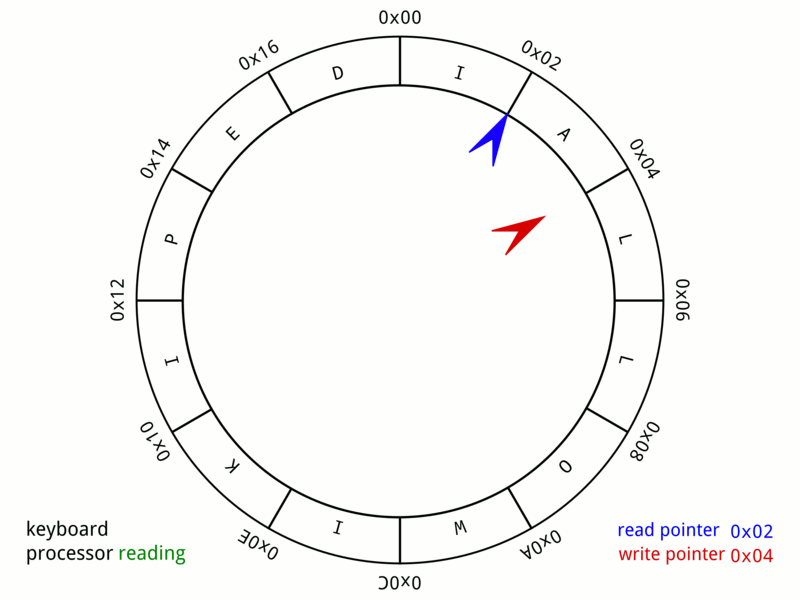 0x00
0x02
0x04
0x06
0x08
0x0A
0x0C
0x0E
0x10
0x12
0x14
0x16
I
A
L
L
O
W
I
K
I
P
E
D
keyboard
processor reading
read pointer 0x02
write pointer 0x04